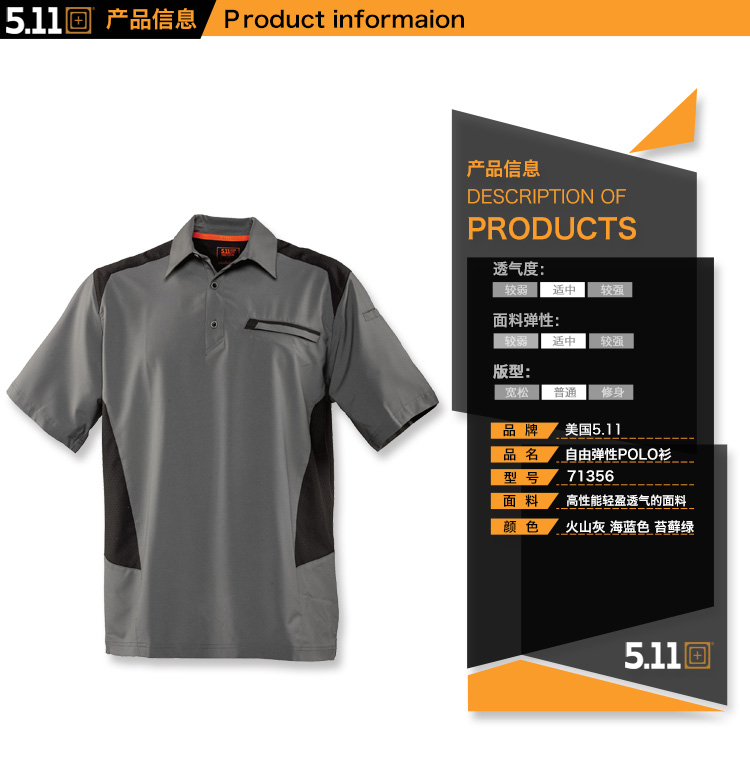 5.11 产品信息 Product informaion
5.11
产品信息
DESCRIPTION OF
PRODUCTS
透气度：
较弱 适中 较强
面料弹性：
较弱 适中 较强
版型：
宽松 普通 修身
品 牌 美国5.11
品 名 自由弹性POLO衫
型 号 71356
面 料 高性能轻盈透气的面料
颜 色 火山灰 海蓝色 苔藓绿
5.11